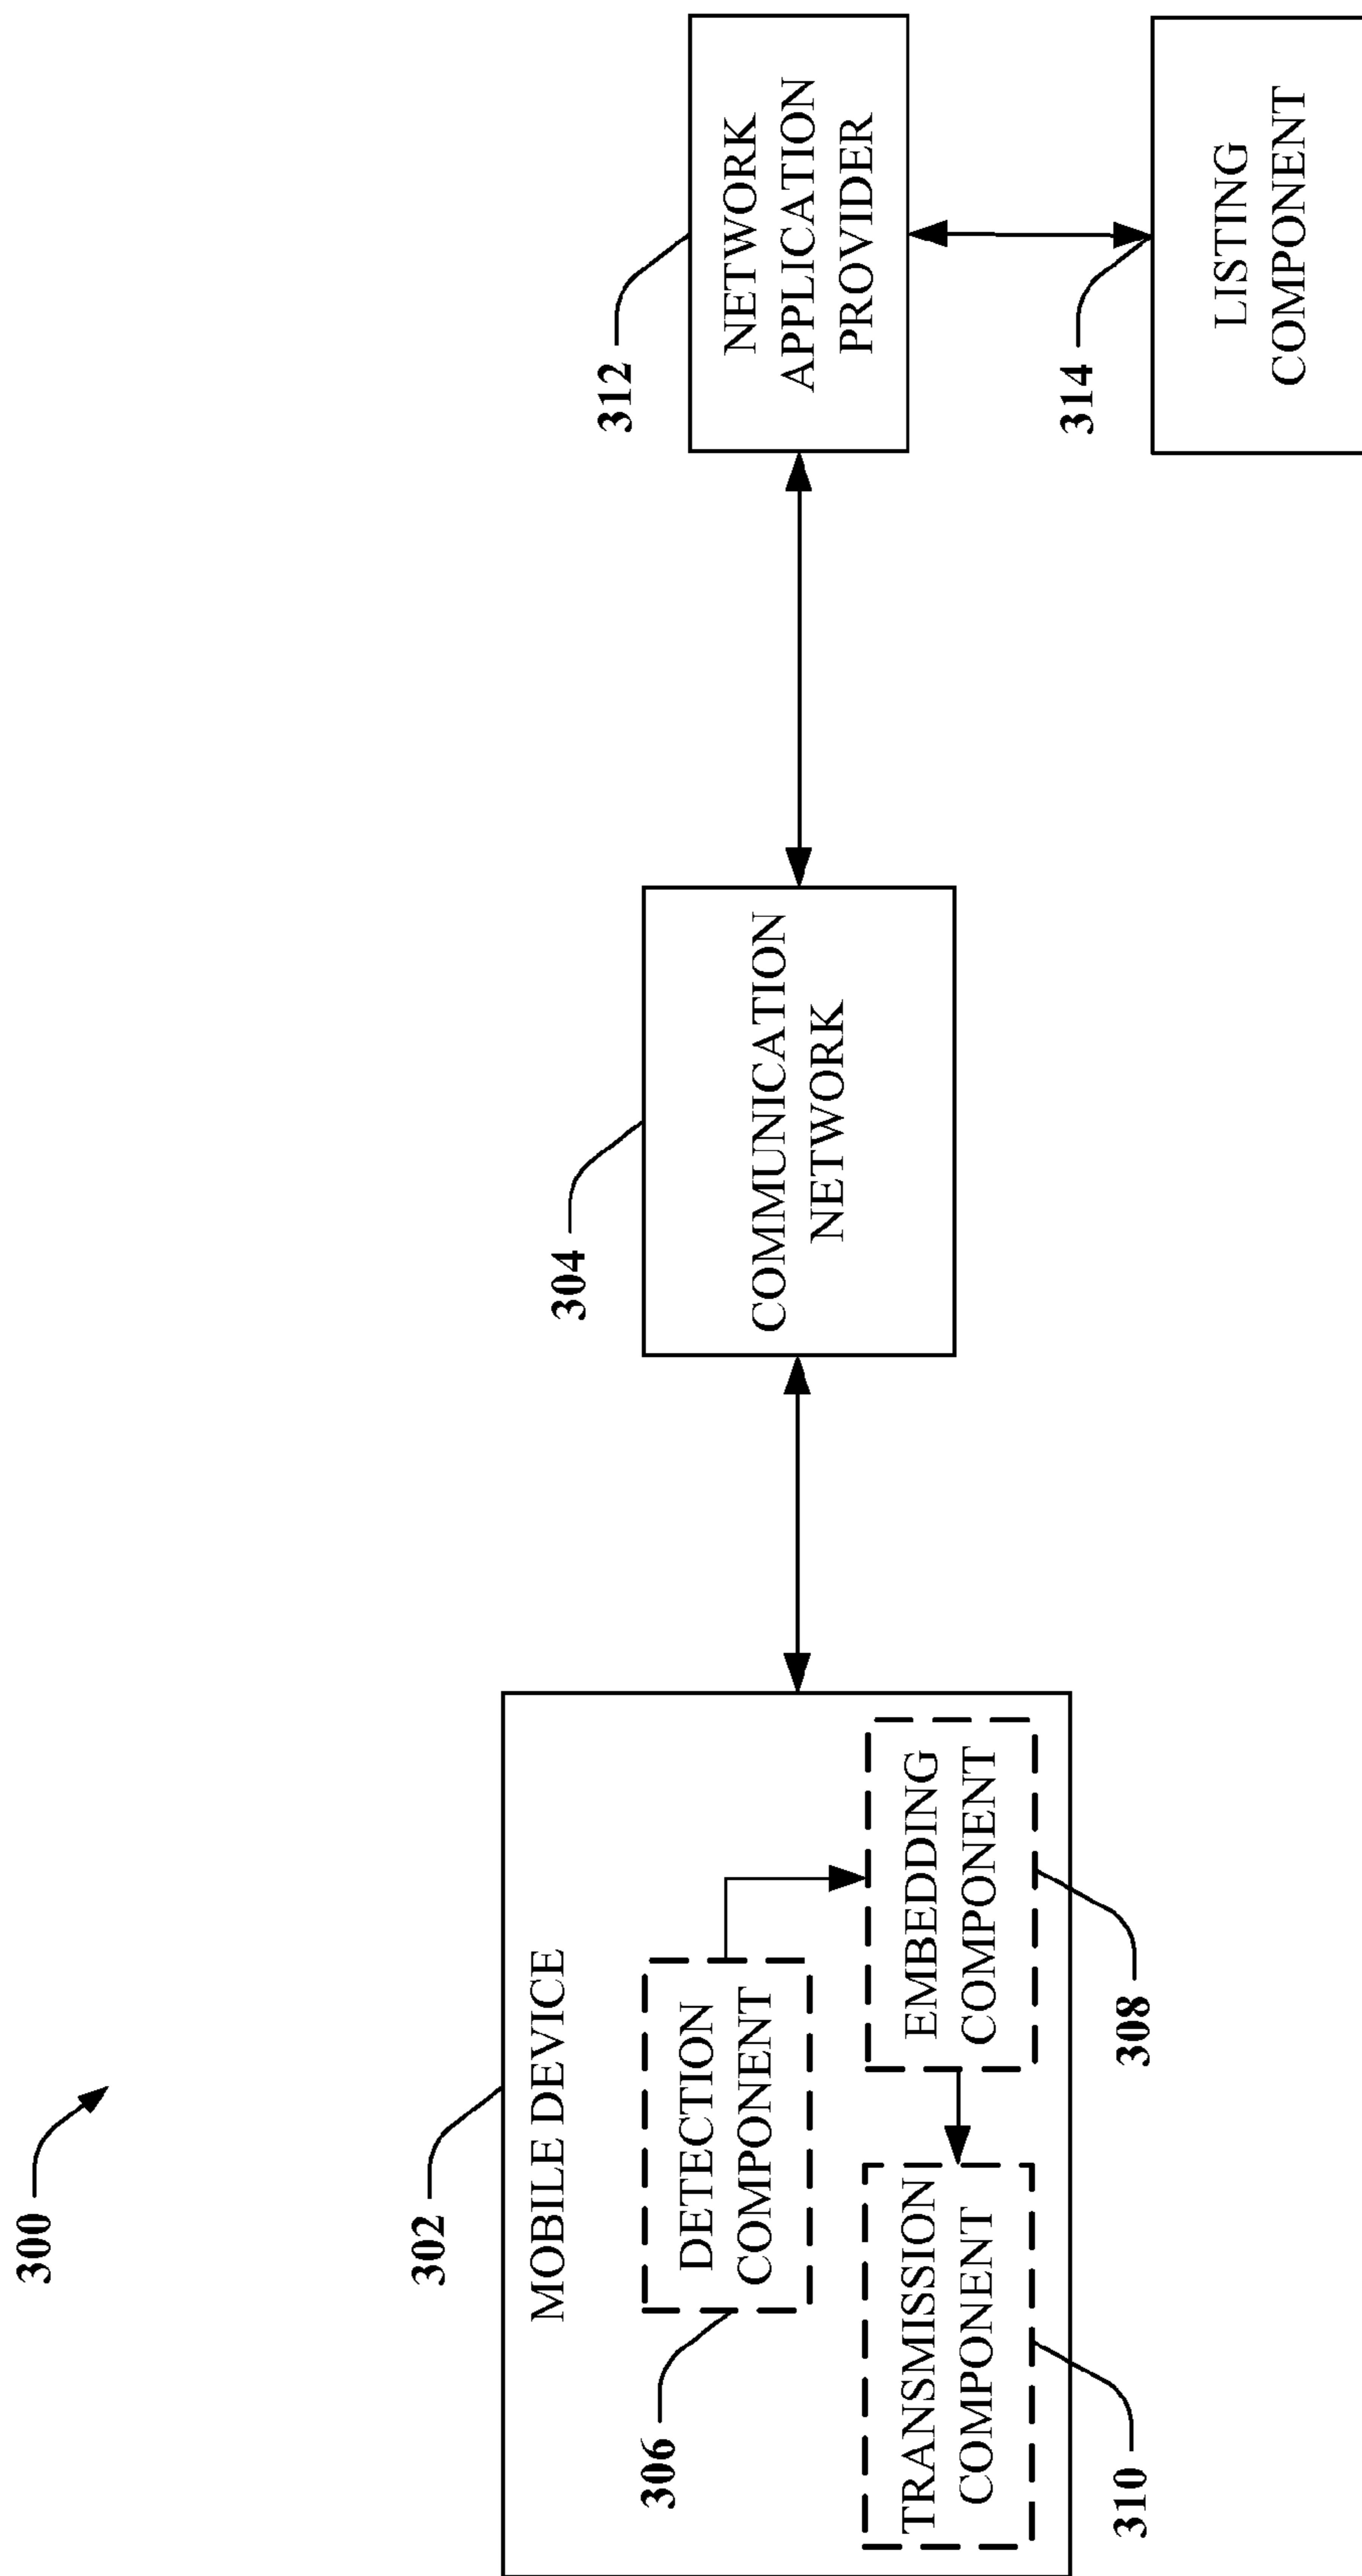 300
302
MOBILE DEVICE
306
DETECTION
COMPONENT
EMBEDDING
COMPONENT
308
TRANSMISSION
COMPONENT
310
304
COMMUNICATION
NETWORK
312
NETWORK
APPLICATION
PROVIDER
314
LISTING
COMPONENT